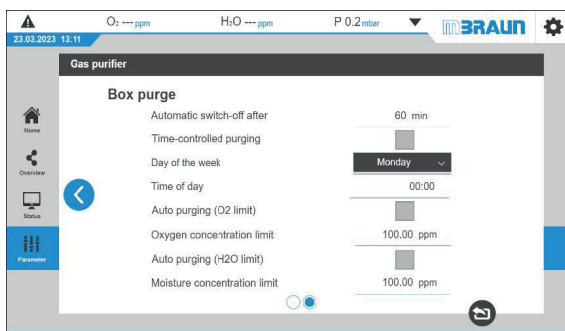 O₂ --- ppm H₂O --- ppm P 0.2 mbar MBRAUN
23.03.2023 13:11
Gas purifier
Box purge
Automatic switch-off after 60 min
Time-controlled purging
Day of the week Monday
Time of day 00:00
Auto purging (O2 limit)
Oxygen concentration limit 100,00 ppm
Auto purging (H2O limit)
Moisture concentration limit 100.00 ppm
Home
Overview
Status
Parameter